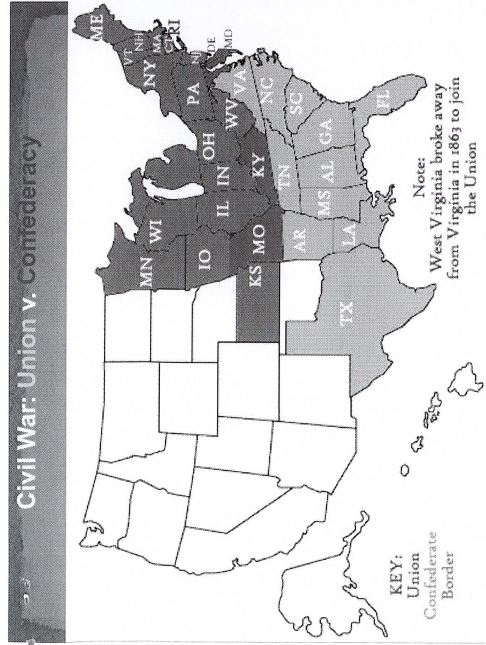 Civil War: Union v. Confederacy
ME
VT
NH
MA
CT
RI
NY
NJ
DE
MD
PA
WV
VA
OH
IN
IL
WI
MN
IO
KS
MO
KY
TN
NC
SC
GA
AL
MS
AR
LA
TX
FL
KEY:
Union
Confederate
Border
Note:
West Virginia broke away
from Virginia in 1863 to join
the Union